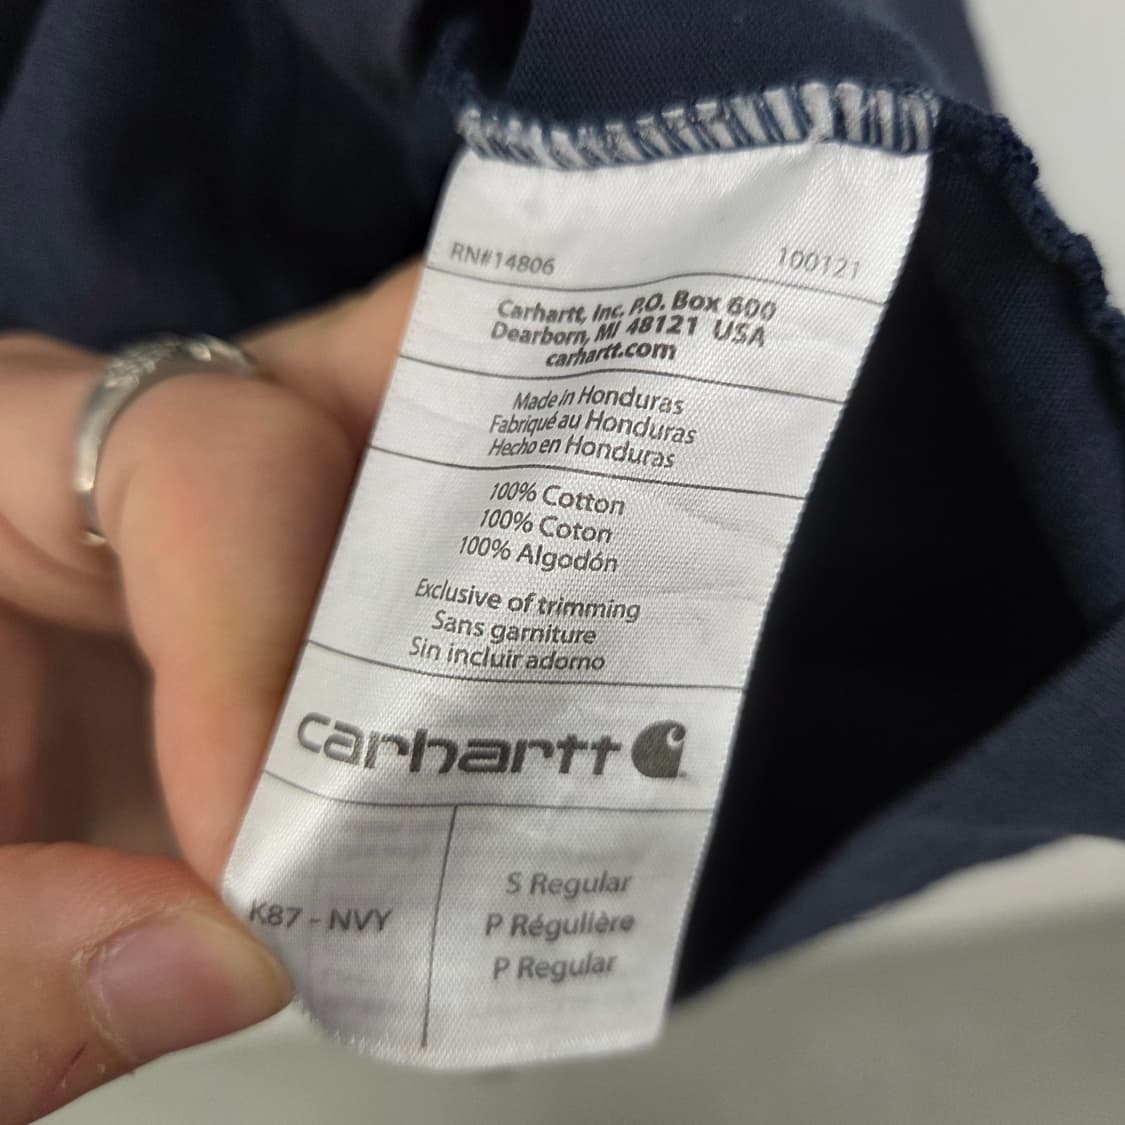 RN#14806 100121
Carhartt, Inc. P.O. Box 600
Dearborn, MI 48121 USA
carhartt.com
Made in Honduras
Fabriqué au Honduras
Hecho en Honduras
100% Cotton
100% Coton
100% Algodón
Exclusive of trimming
Sans garniture
Sin incluir adorno
carhartt
K87 - NVY
S Regular
P Régulière
P Regular